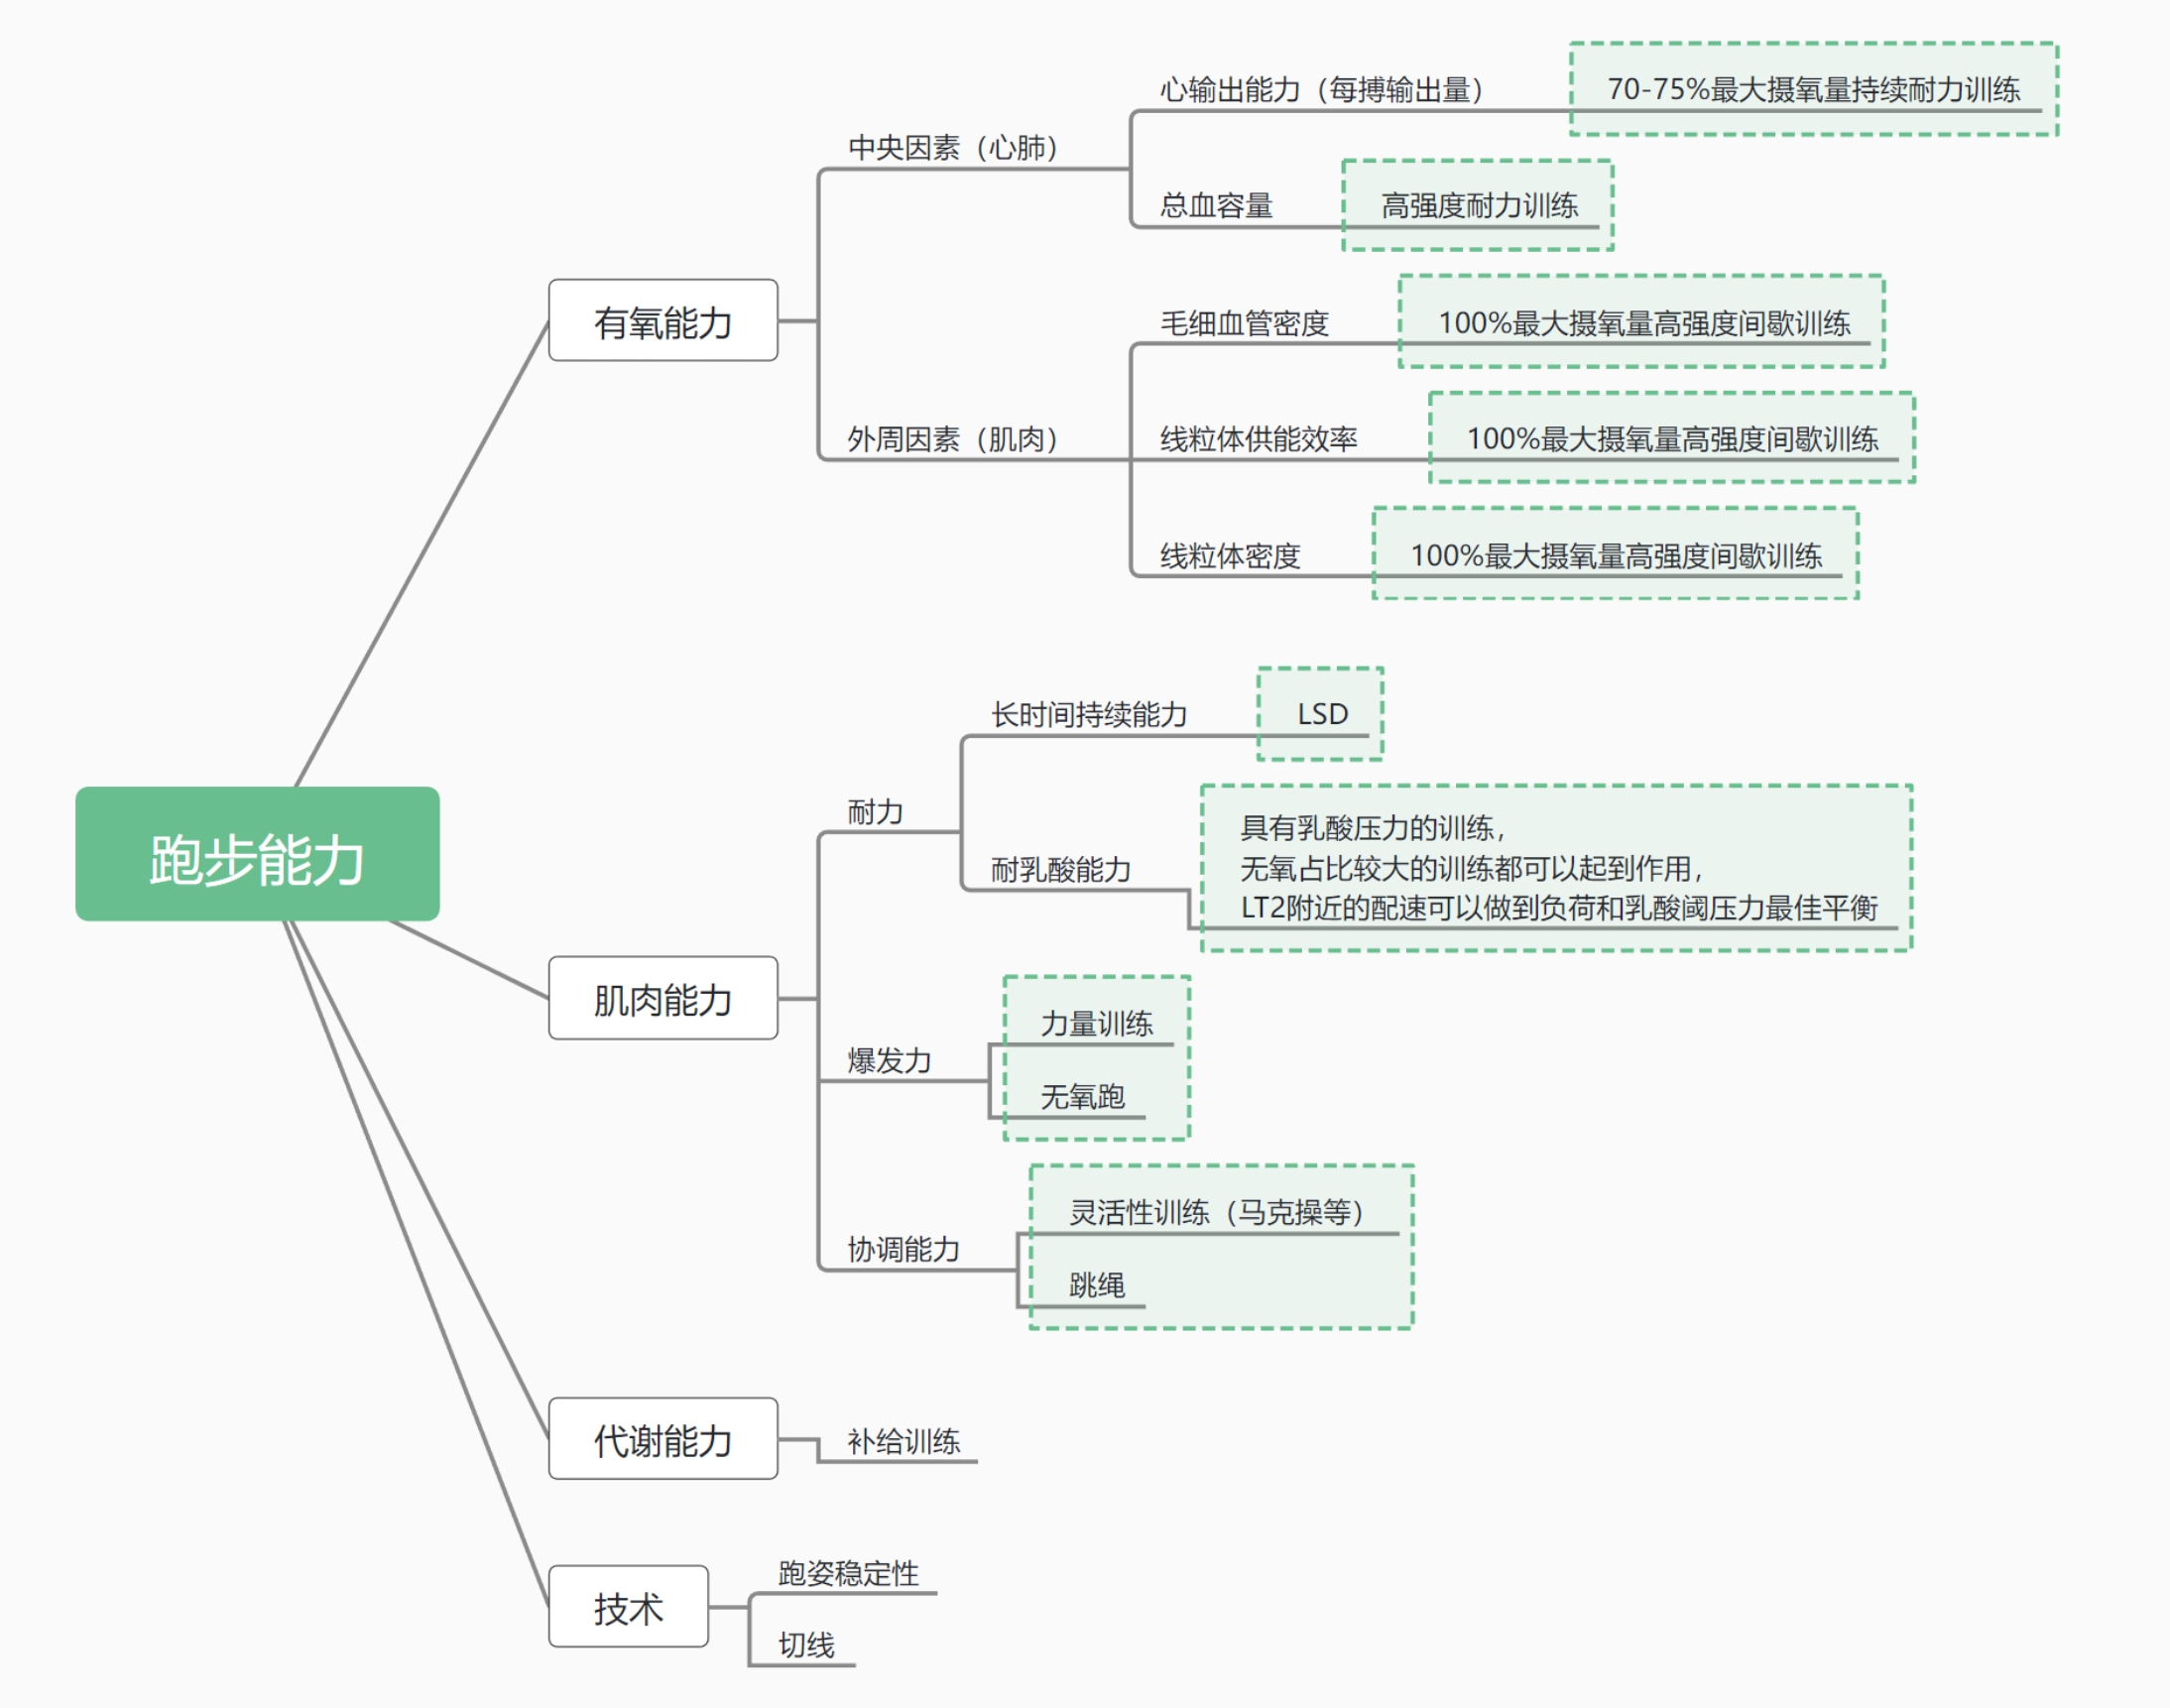 心输出能力（每搏输出量）
70-75%最大摄氧量持续耐力训练
中央因素（心肺）
总血容量
高强度耐力训练
有氧能力
毛细血管密度
100%最大摄氧量高强度间歇训练
外周因素（肌肉）
线粒体供能效率
100%最大摄氧量高强度间歇训练
线粒体密度
100%最大摄氧量高强度间歇训练
跑步能力
长时间持续能力
LSD
耐力
耐乳酸能力
具有乳酸压力的训练，
无氧占比较大的训练都可以起到作用，
LT2附近的配速可以做到负荷和乳酸阈压力最佳平衡
肌肉能力
力量训练
爆发力
无氧跑
灵活性训练（马克操等）
协调能力
跳绳
代谢能力
补给训练
跑姿稳定性
技术
切线